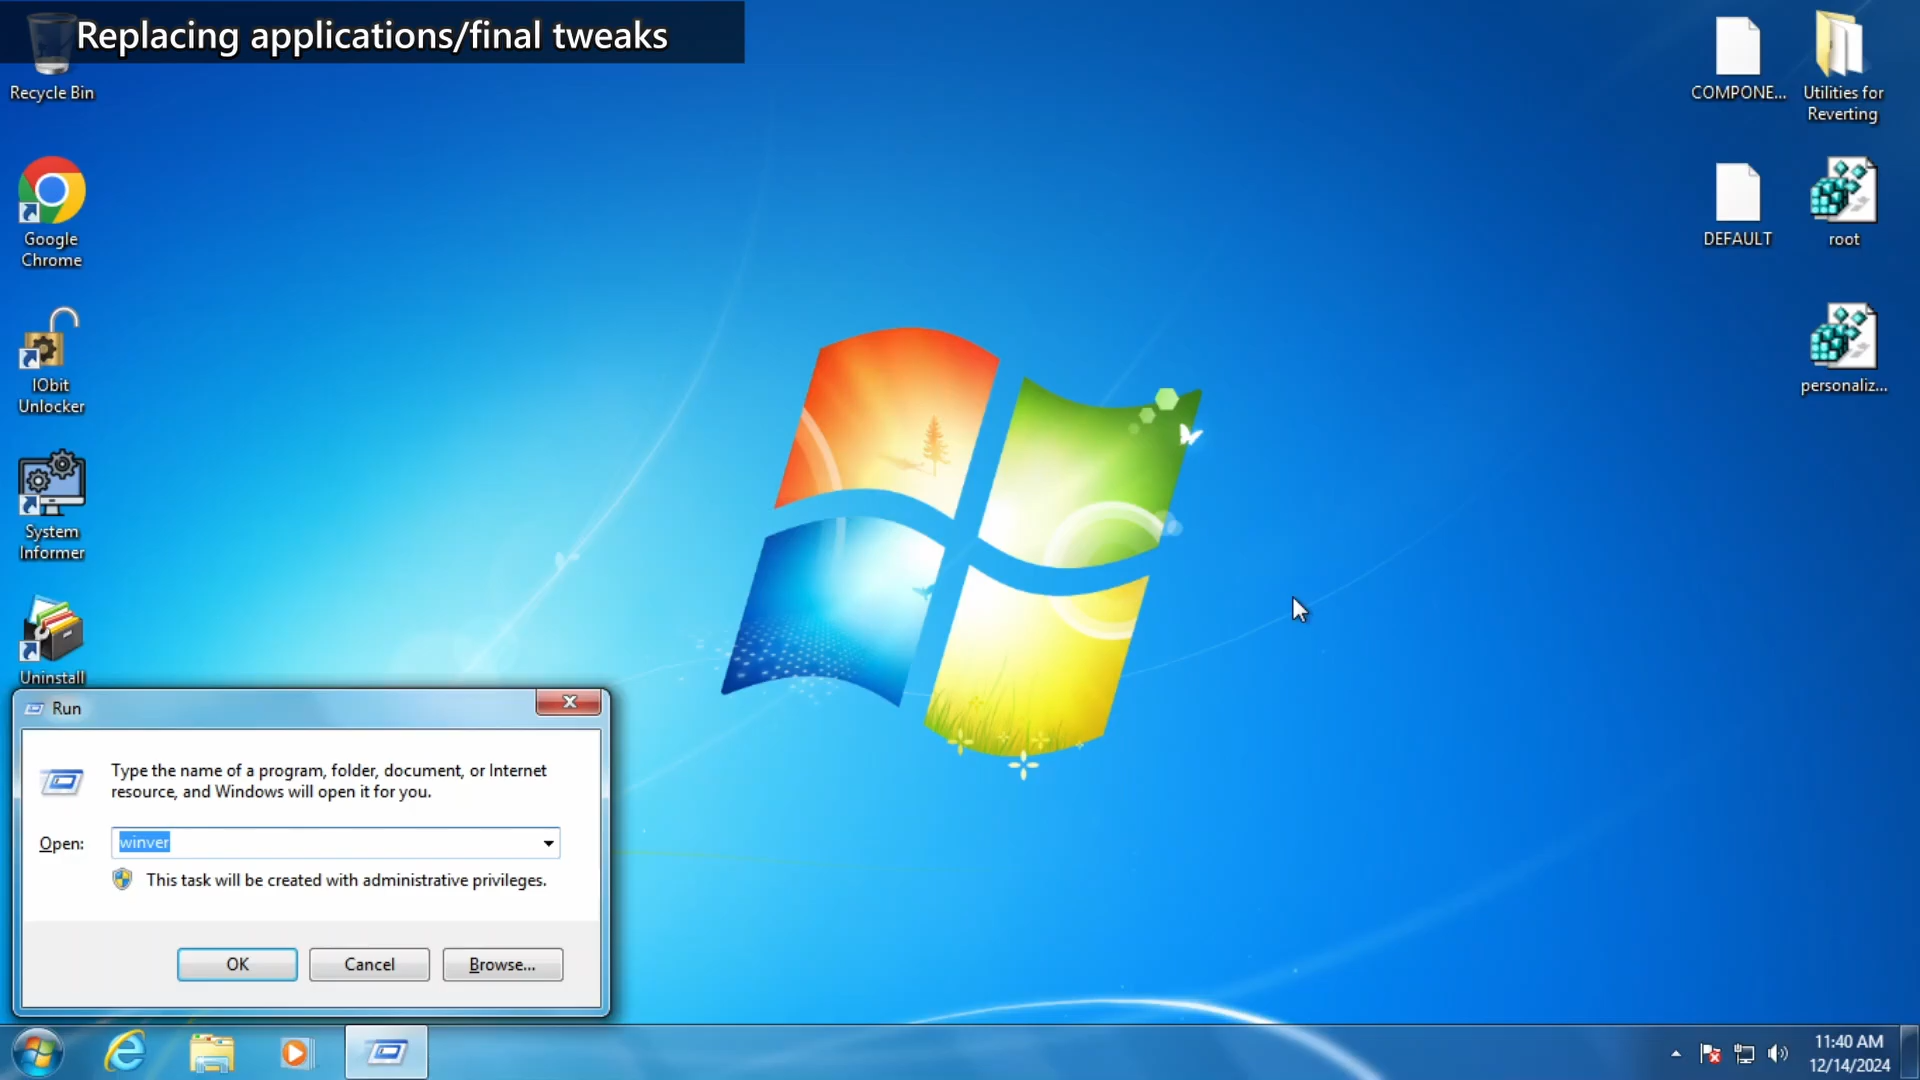 Replacing applications/final tweaks
Recycle Bin
Google
Chrome
IObit
Unlocker
System
Informer
Uninstall
COMPONE...
Utilities for
Reverting
DEFAULT
root
personaliz...
Run
Type the name of a program, folder, document, or Internet
resource, and Windows will open it for you.
Open:
winver
This task will be created with administrative privileges.
OK
Cancel
Browse...
11:40 AM
12/14/2024